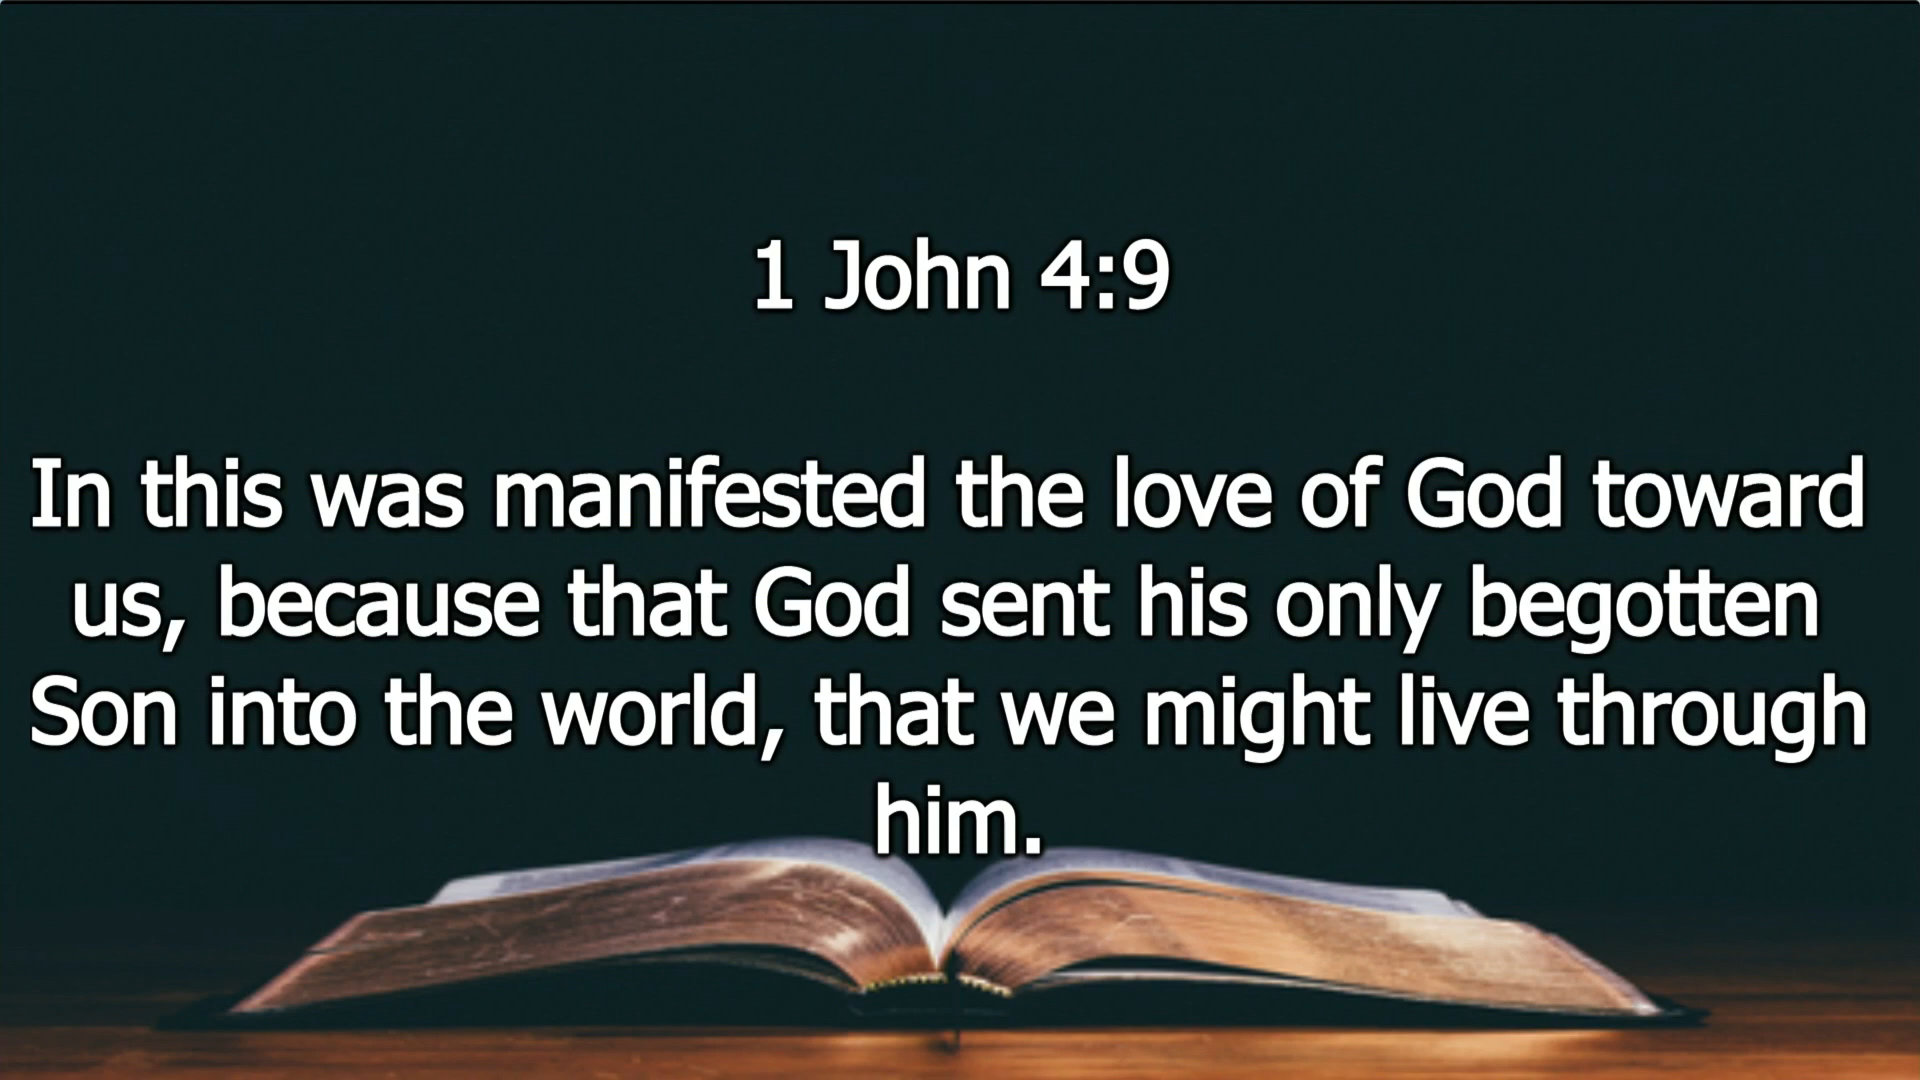 1 John 4:9
In this was manifested the love of God toward
us, because that God sent his only begotten
Son into the world, that we might live through
him.